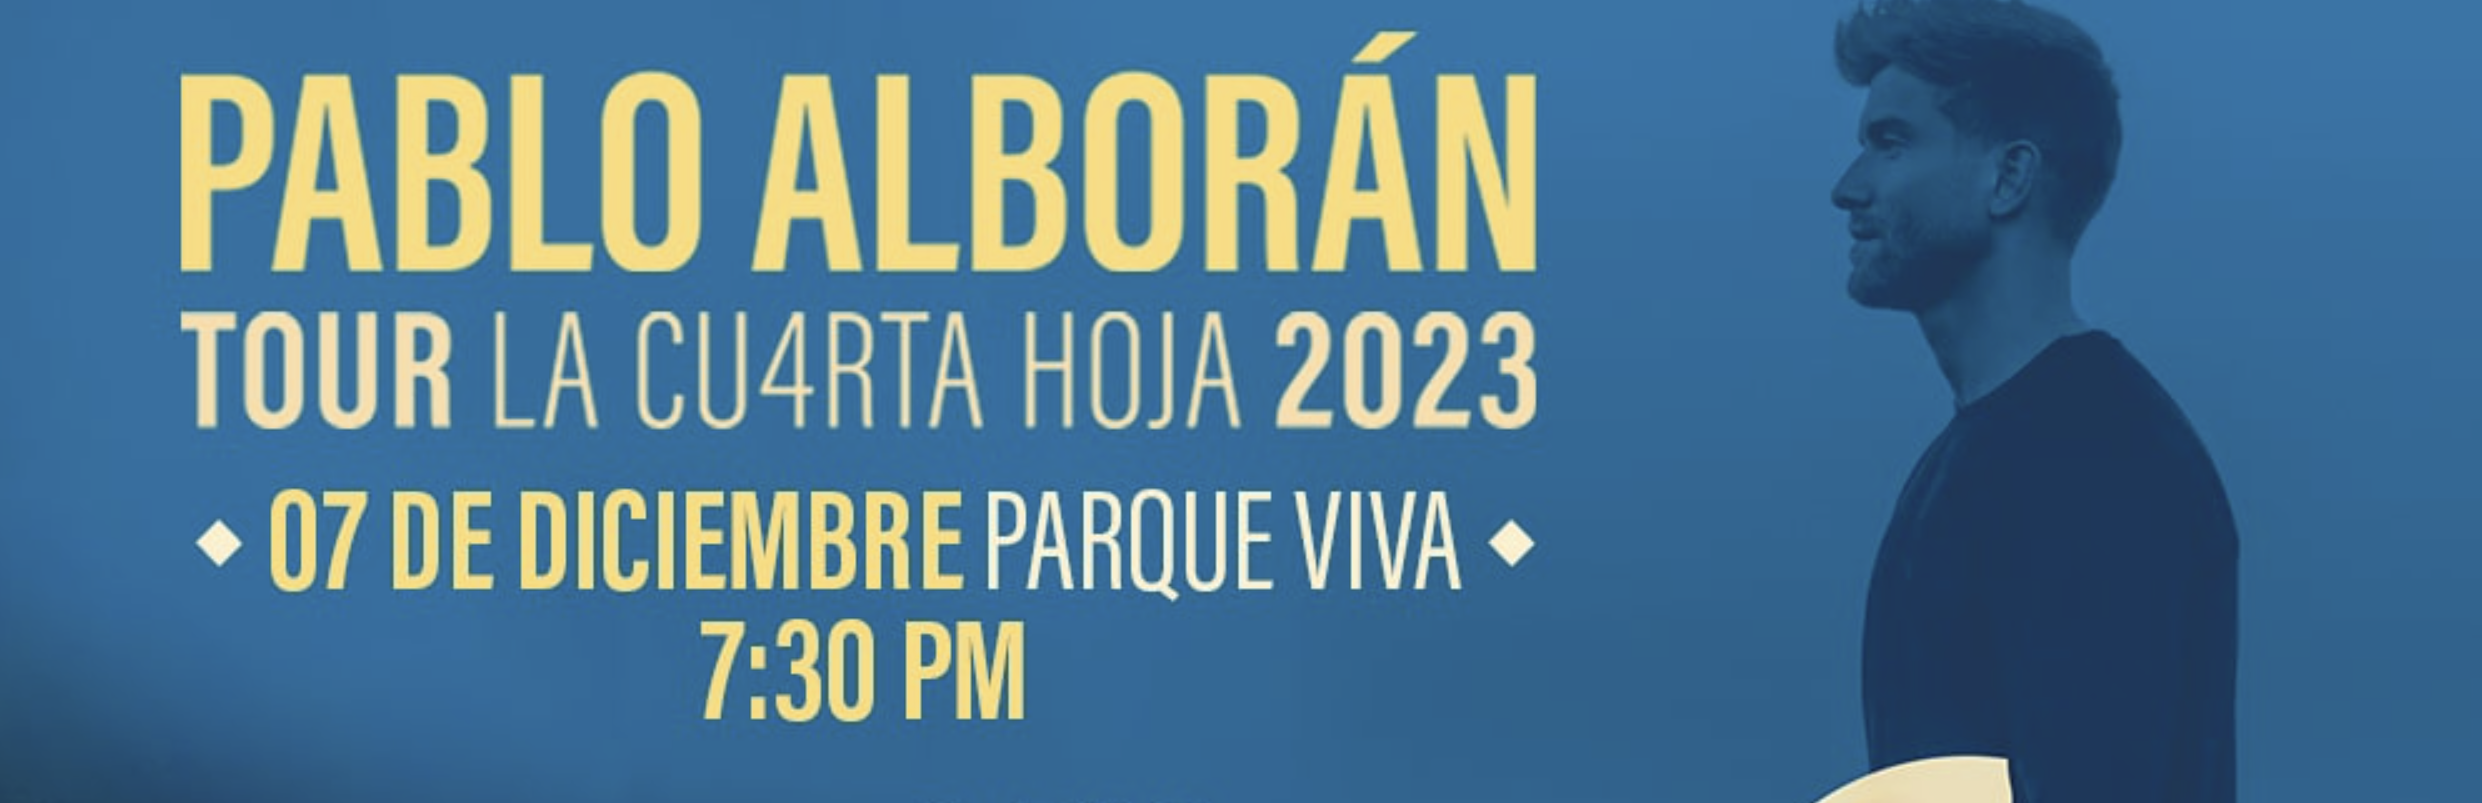 PABLO ALBORÁN
TOUR LA CU4RTA HOJA 2023
07 DE DICIEMBRE PARQUE VIVA
7:30 PM